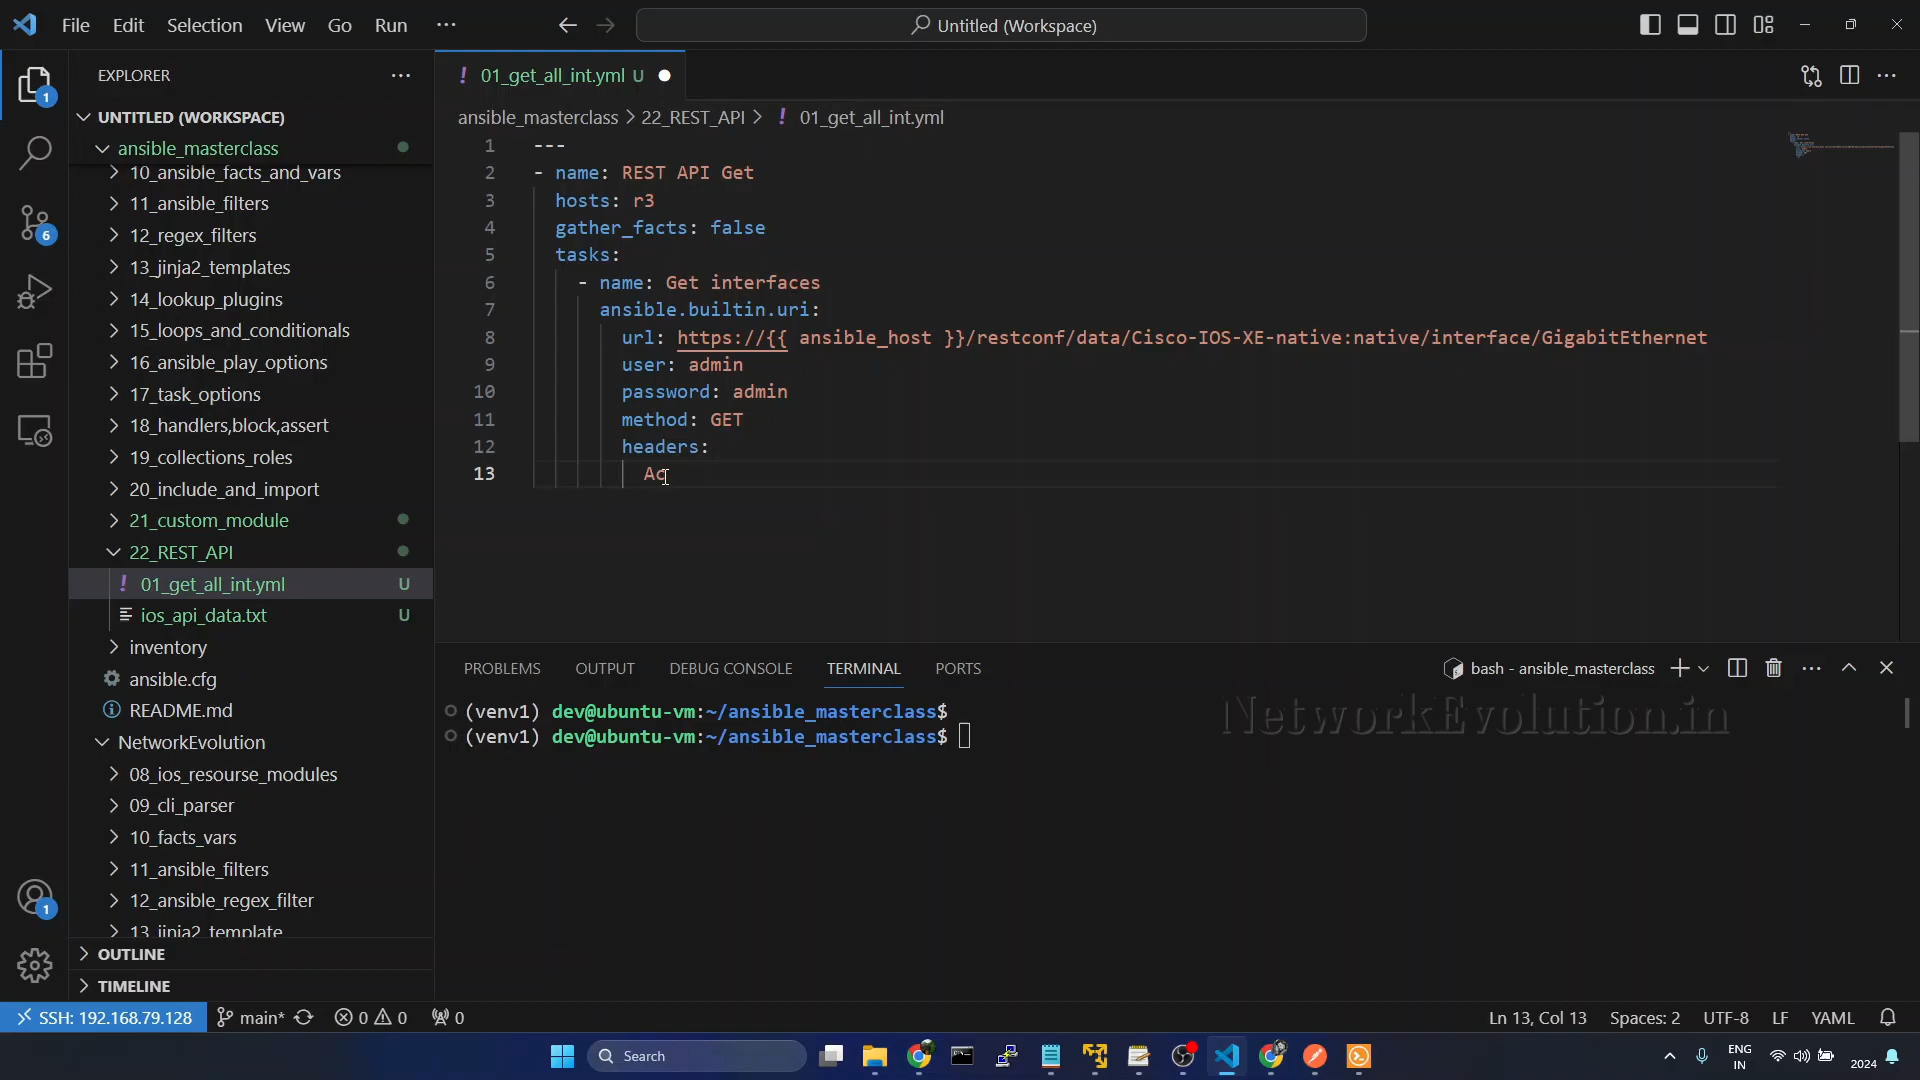 File Edit Selection View Go Run ···
Untitled (Workspace)
EXPLORER
UNTITLED (WORKSPACE)
ansible_masterclass
10_ansible_facts_and_vars
11_ansible_filters
12_regex_filters
13_jinja2_templates
14_lookup_plugins
15_loops_and_conditionals
16_ansible_play_options
17_task_options
18_handlers,block,assert
19_collections_roles
20_include_and_import
21_custom_module
22_REST_API
! 01_get_all_int.yml U
ios_api_data.txt U
inventory
ansible.cfg
README.md
NetworkEvolution
08_ios_resourse_modules
09_cli_parser
10_facts_vars
11_ansible_filters
12_ansible_regex_filter
13_jinja2_template
OUTLINE
TIMELINE
1
6
1
! 01_get_all_int.yml U
ansible_masterclass > 22_REST_API > ! 01_get_all_int.yml
1 ---
2 - name: REST API Get
3 hosts: r3
4 gather_facts: false
5 tasks:
6 - name: Get interfaces
7 ansible.builtin.uri:
8 url: https://{{ ansible_host }}/restconf/data/Cisco-IOS-XE-native:native/interface/GigabitEthernet
9 user: admin
10 password: admin
11 method: GET
12 headers:
13 Ac
PROBLEMS OUTPUT DEBUG CONSOLE TERMINAL PORTS
bash - ansible_masterclass
(venv1) dev@ubuntu-vm:~/ansible_masterclass$
(venv1) dev@ubuntu-vm:~/ansible_masterclass$
NetworkEvolution.in
SSH: 192.168.79.128 main* 0 0 0
Ln 13, Col 13 Spaces: 2 UTF-8 LF YAML
Search
ENG
IN
2024